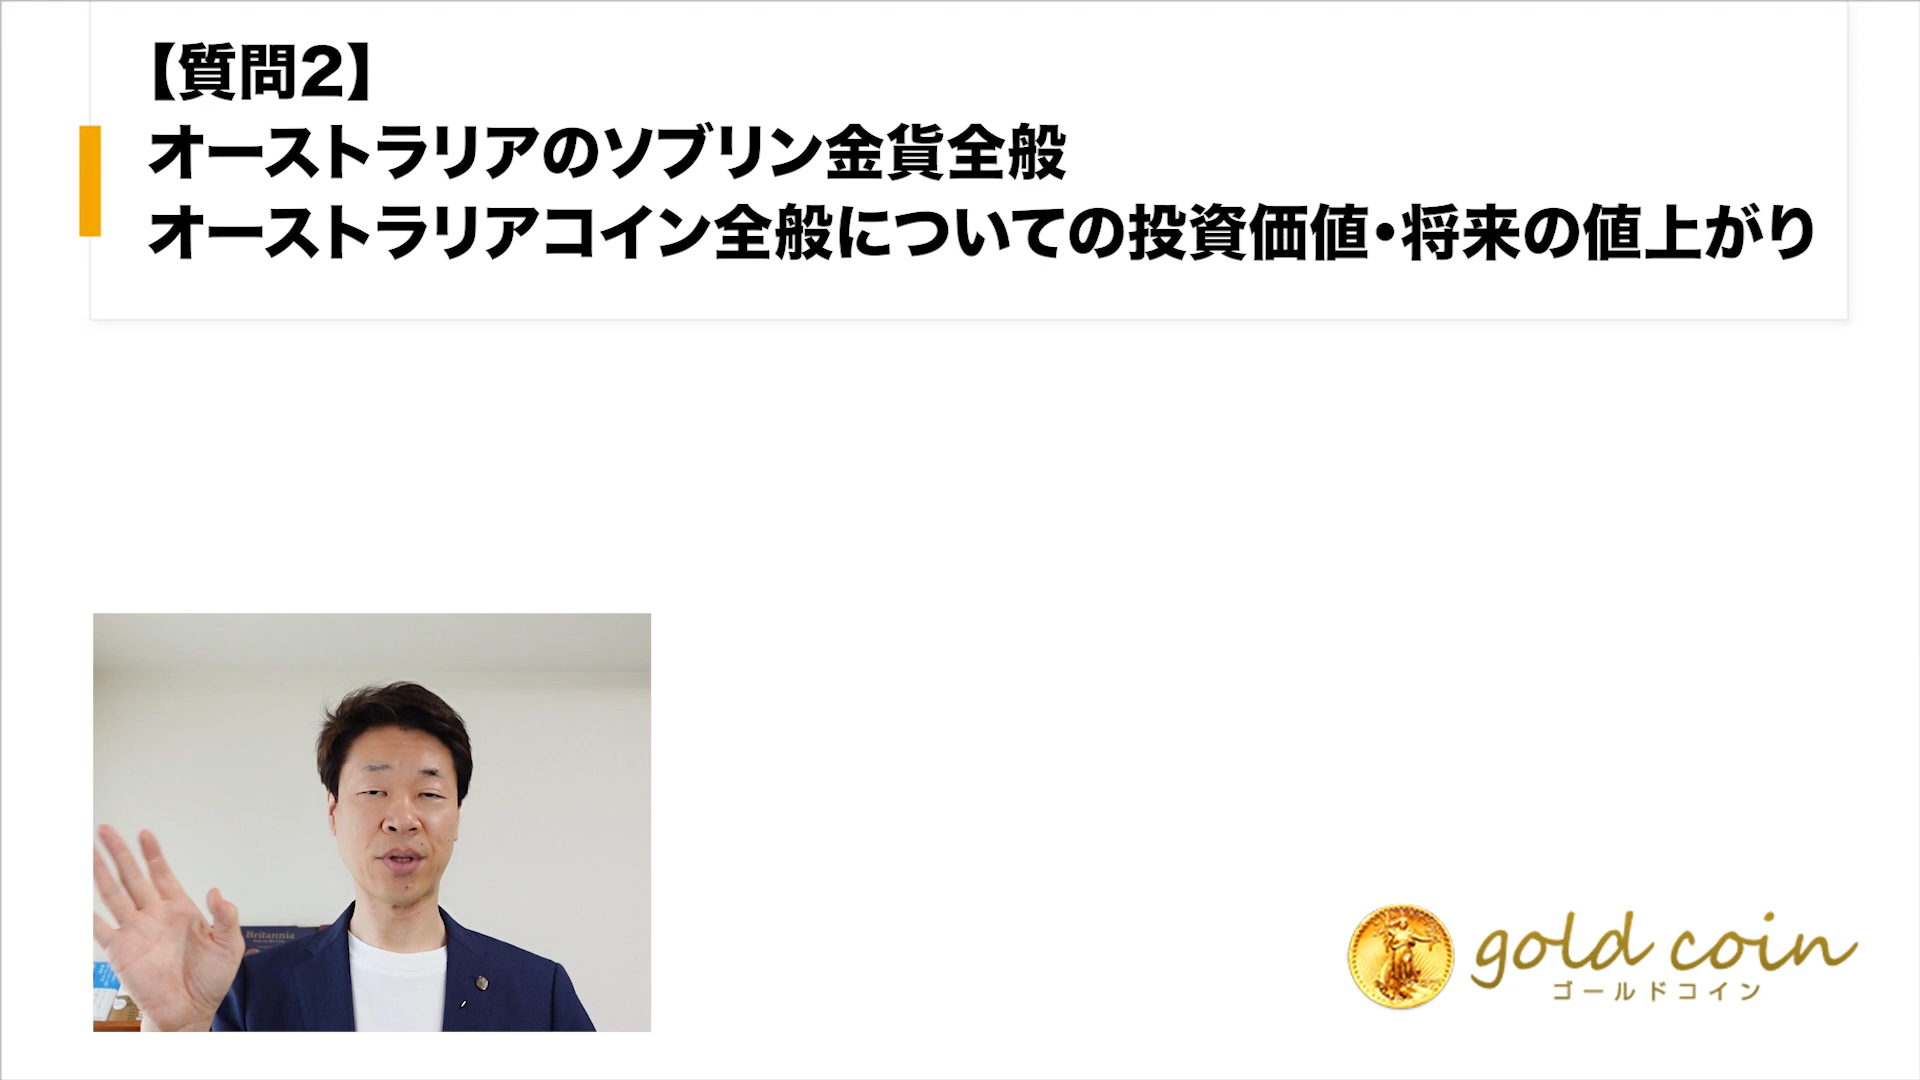 【質問2】
オーストラリアのソブリン金貨全般
オーストラリアコイン全般についての投資価値・将来の値上がり
Britannia
gold coin
ゴールドコイン